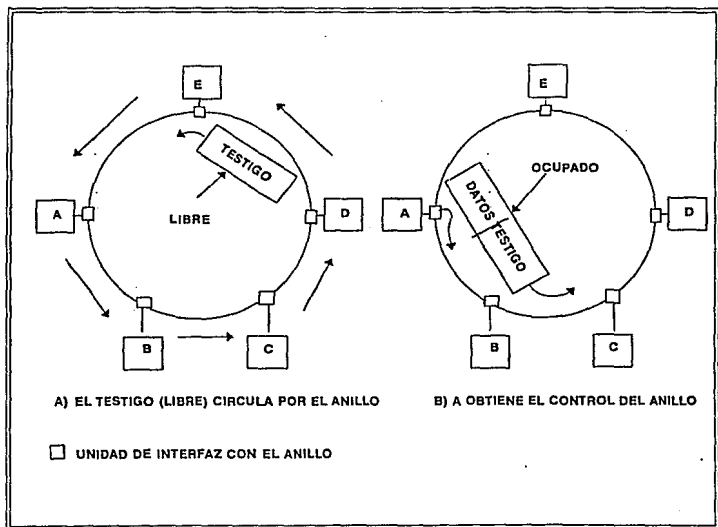 E
TESTIGO
LIBRE
A
D
B
C
A) EL TESTIGO (LIBRE) CIRCULA POR EL ANILLO
E
OCUPADO
DATOS TESTIGO
A
D
B
C
B) A OBTIENE EL CONTROL DEL ANILLO
UNIDAD DE INTERFAZ CON EL ANILLO